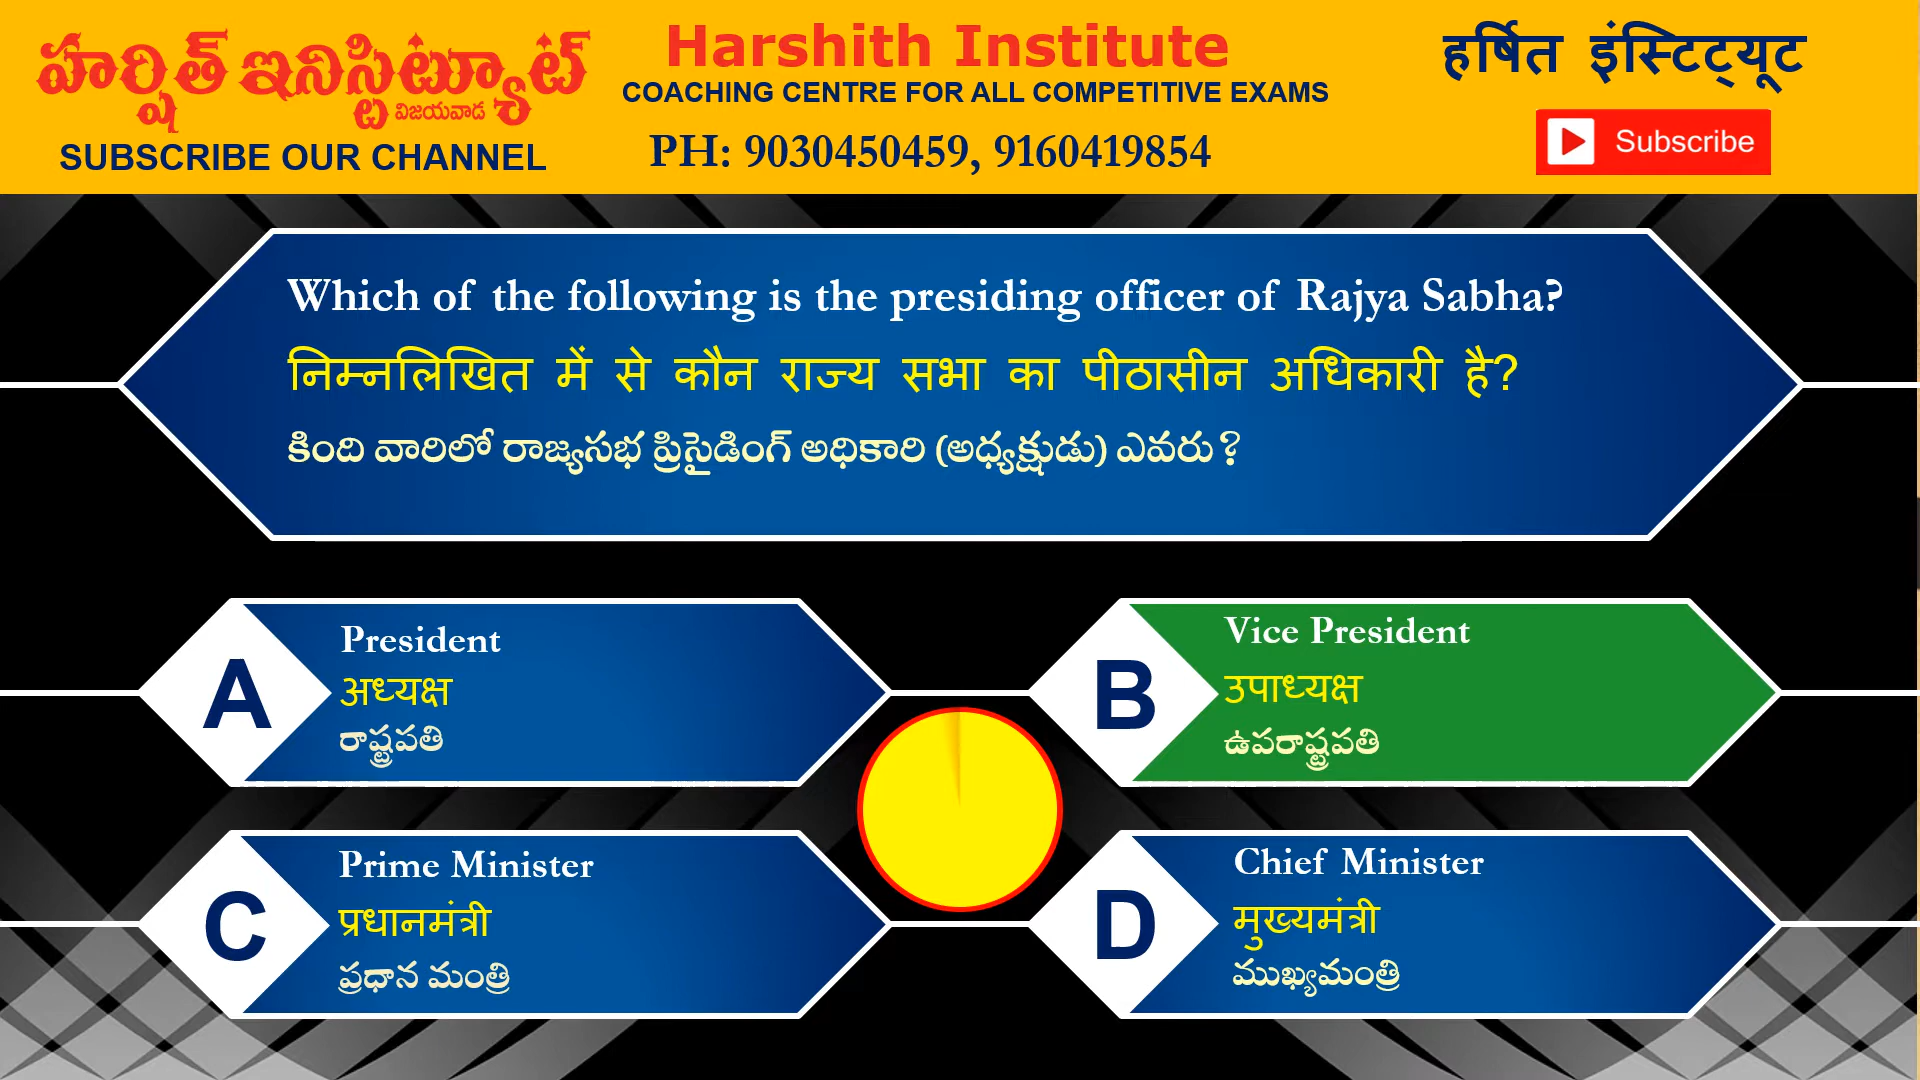 హర్షిత్ ఇనిస్టిట్యూట్
విజయవాడ
SUBSCRIBE OUR CHANNEL
Harshith Institute
COACHING CENTRE FOR ALL COMPETITIVE EXAMS
PH: 9030450459, 9160419854
हर्षित इंस्टिट्यूट
Subscribe
Which of the following is the presiding officer of Rajya Sabha?
निम्नलिखित में से कौन राज्य सभा का पीठासीन अधिकारी है?
కింది వారిలో రాజ్యసభ ప్రిసైడింగ్ అధికారి (అధ్యక్షుడు) ఎవరు?
A
President
अध्यक्ष
రాష్ట్రపతి
B
Vice President
उपाध्यक्ष
ఉపరాష్ట్రపతి
C
Prime Minister
प्रधानमंत्री
ప్రధాన మంత్రి
D
Chief Minister
मुख्यमंत्री
ముఖ్యమంత్రి